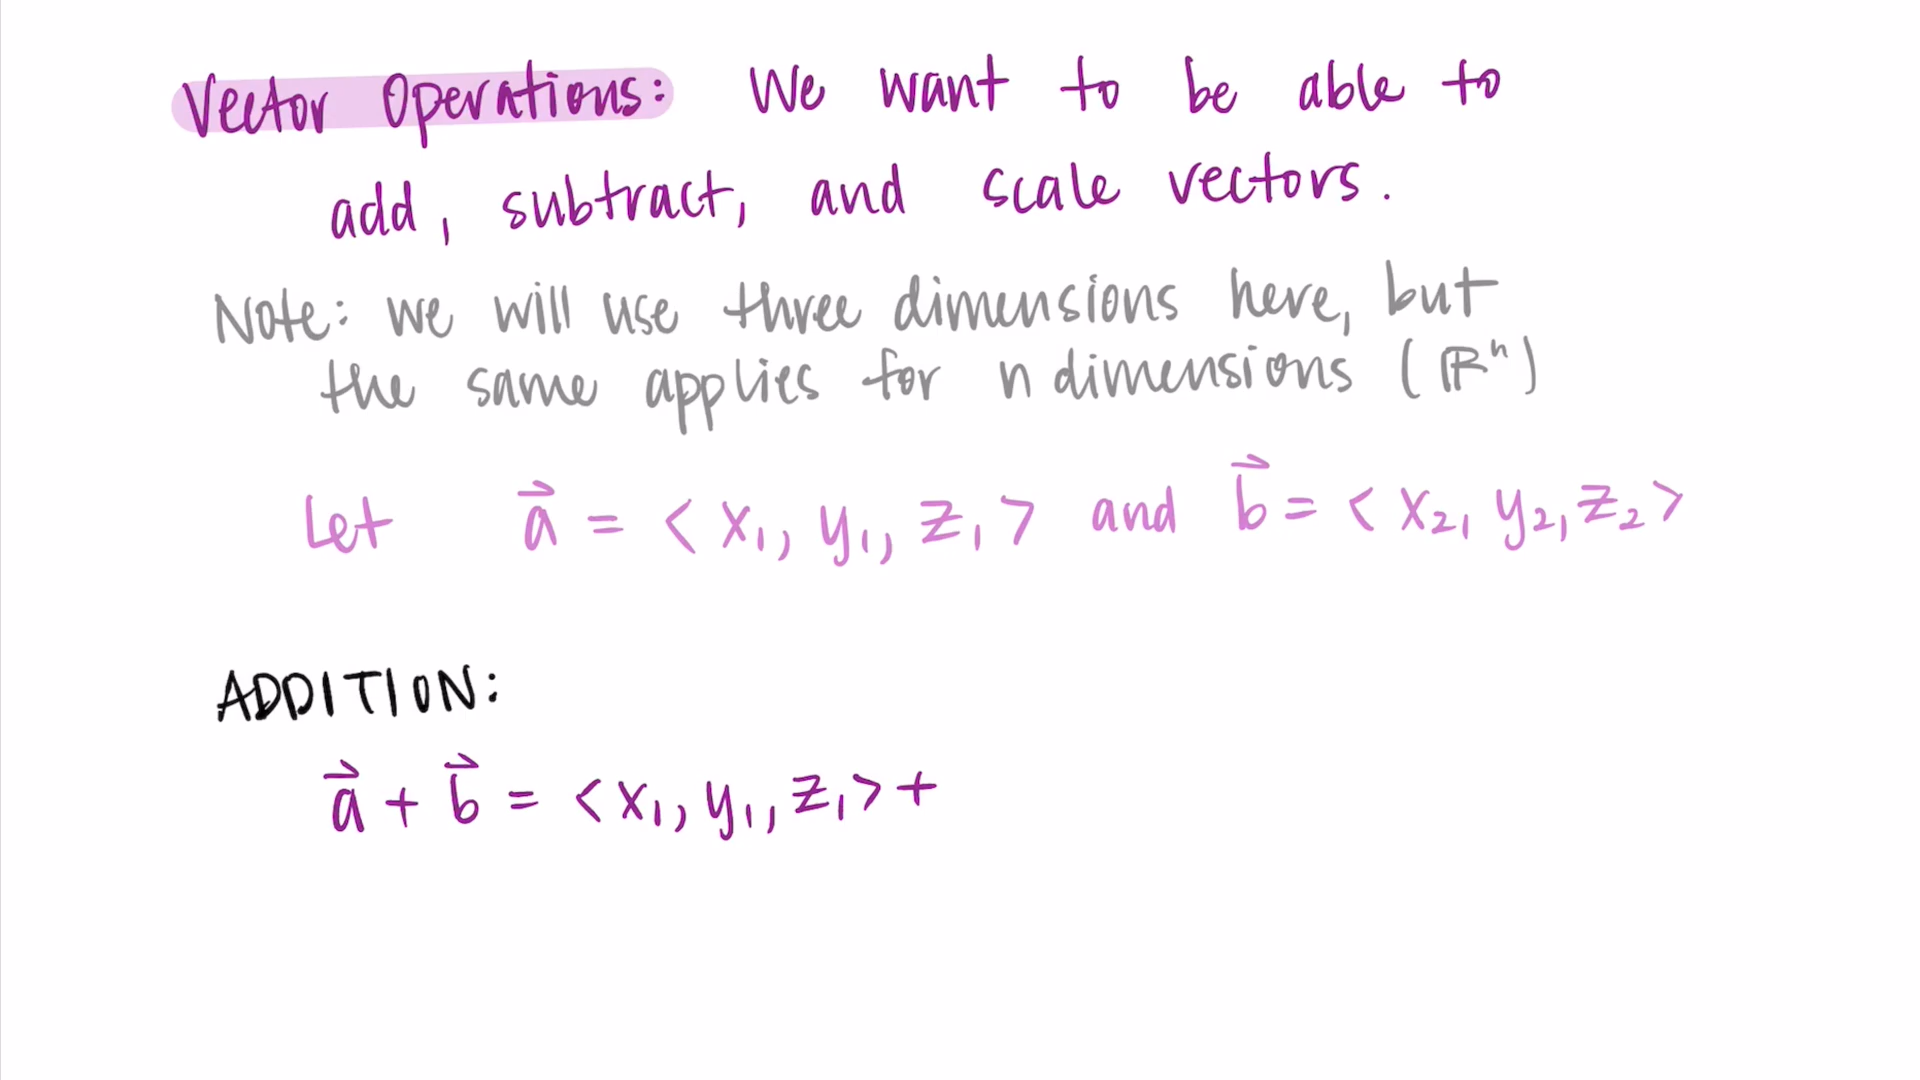 Vector Operations: We want to be able to
add, subtract, and scale vectors.
Note: we will use three dimensions here, but
the same applies for n dimensions (ℝⁿ)
Let a⃗ = < x₁, y₁, z₁ > and b⃗ = < x₂, y₂, z₂ >
ADDITION:
a⃗ + b⃗ = < x₁, y₁, z₁ > +